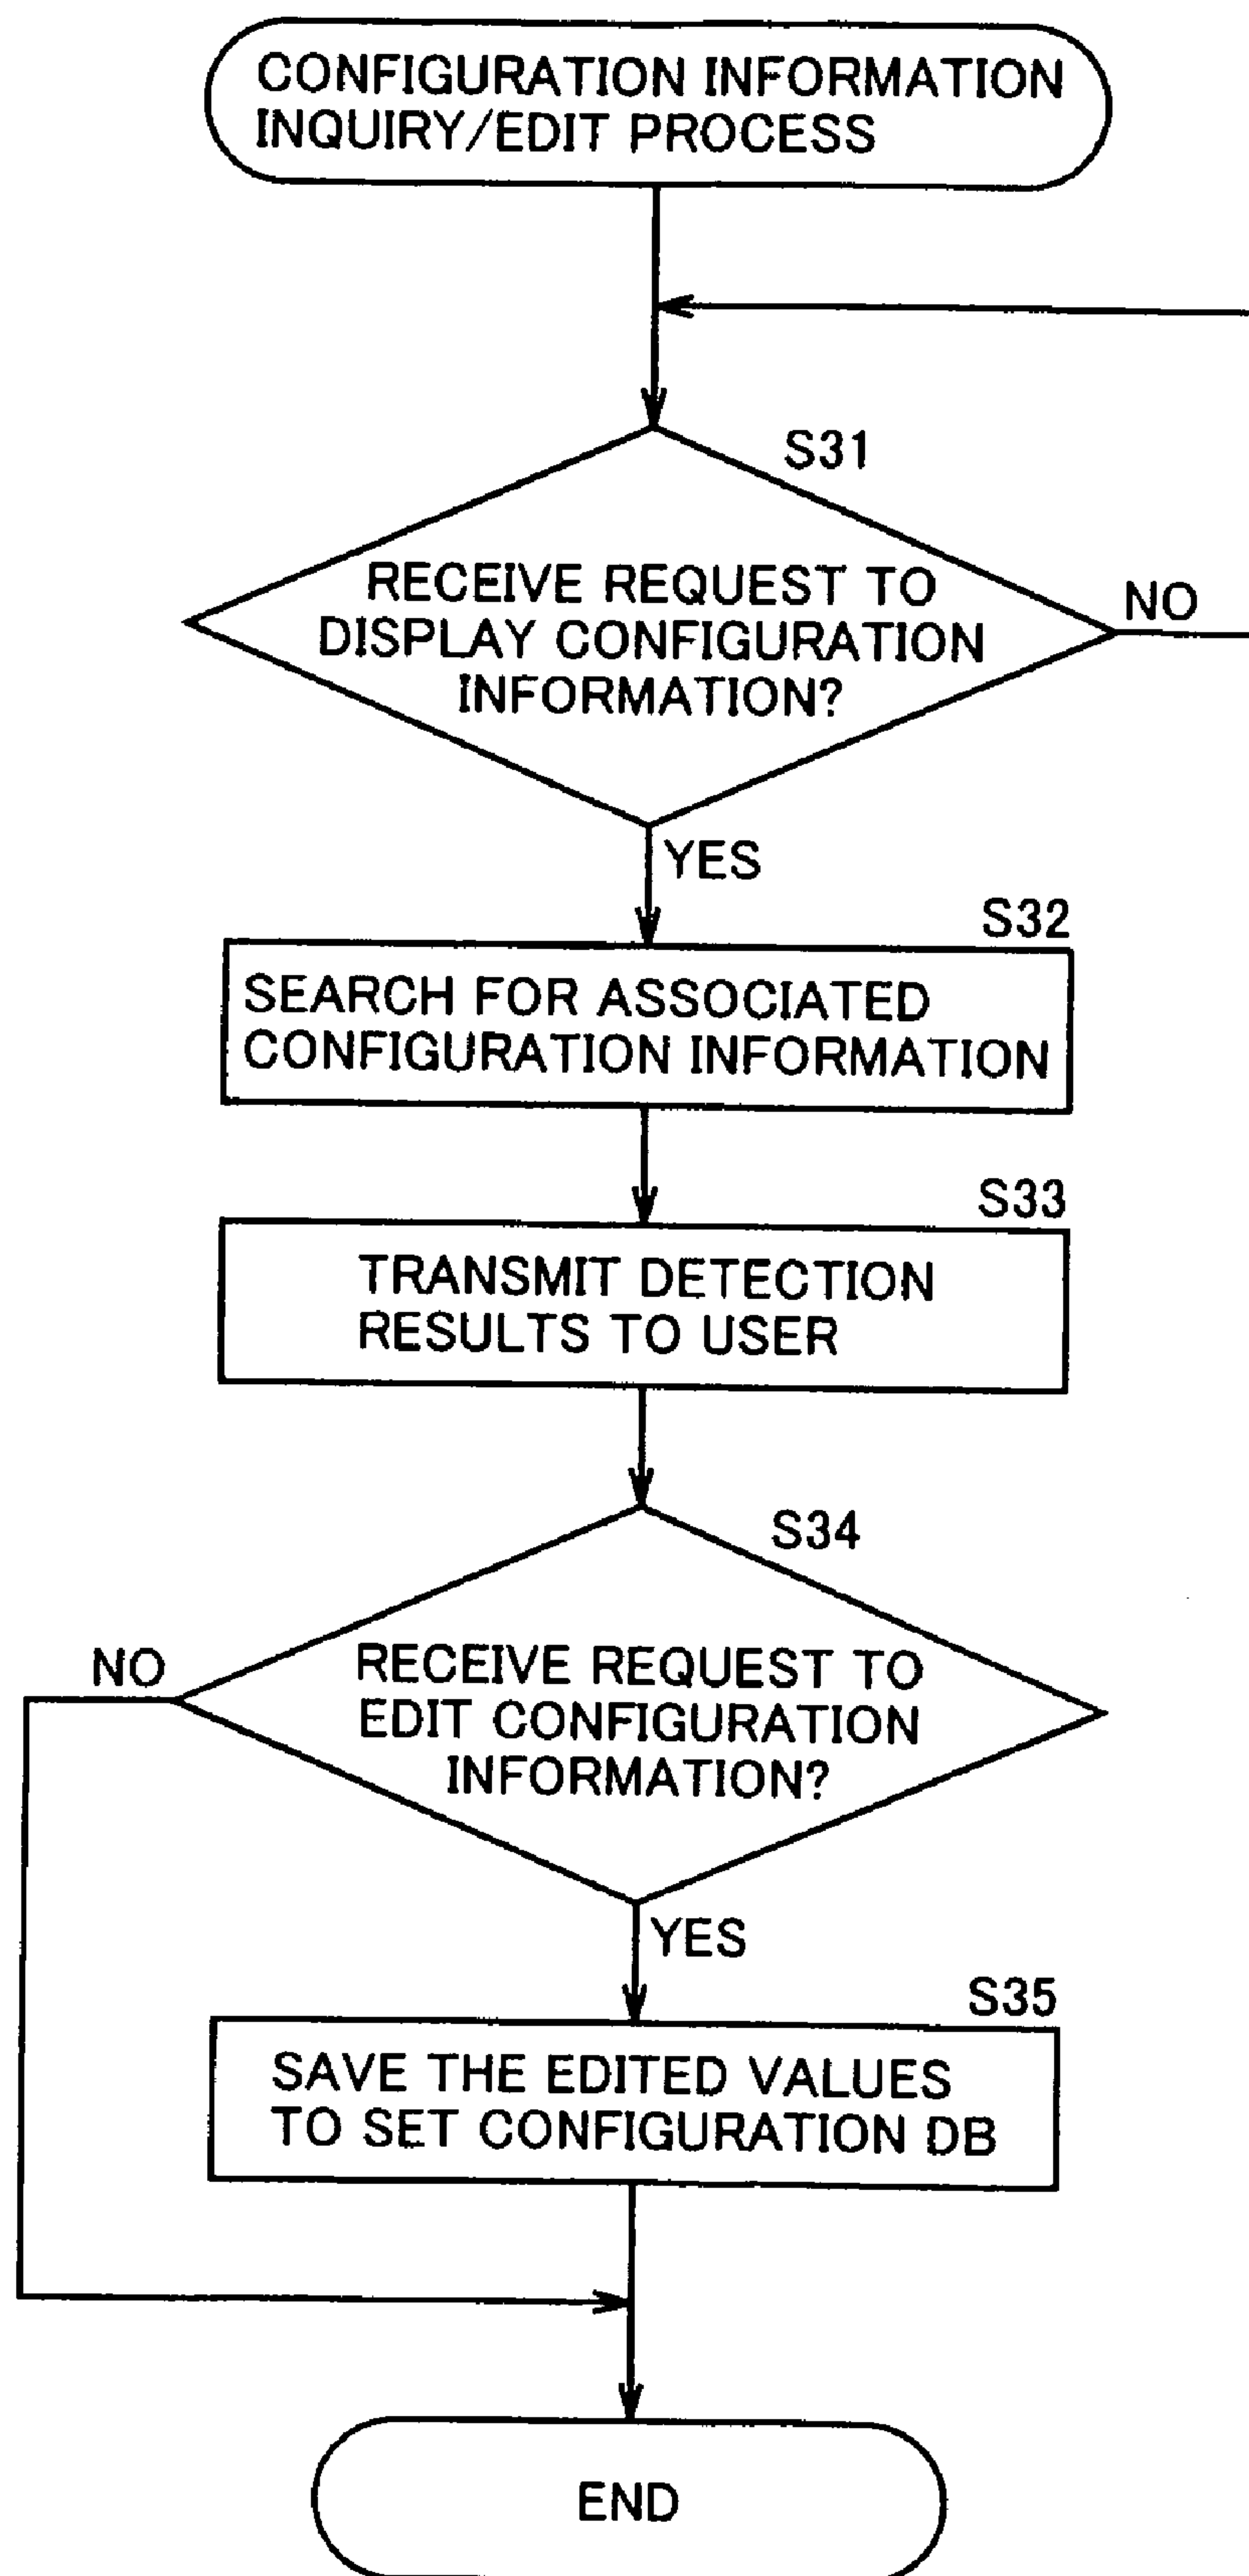 CONFIGURATION INFORMATION
INQUIRY/EDIT PROCESS
S31
RECEIVE REQUEST TO
DISPLAY CONFIGURATION
INFORMATION?
NO
YES
S32
SEARCH FOR ASSOCIATED
CONFIGURATION INFORMATION
S33
TRANSMIT DETECTION
RESULTS TO USER
S34
NO
RECEIVE REQUEST TO
EDIT CONFIGURATION
INFORMATION?
YES
S35
SAVE THE EDITED VALUES
TO SET CONFIGURATION DB
END